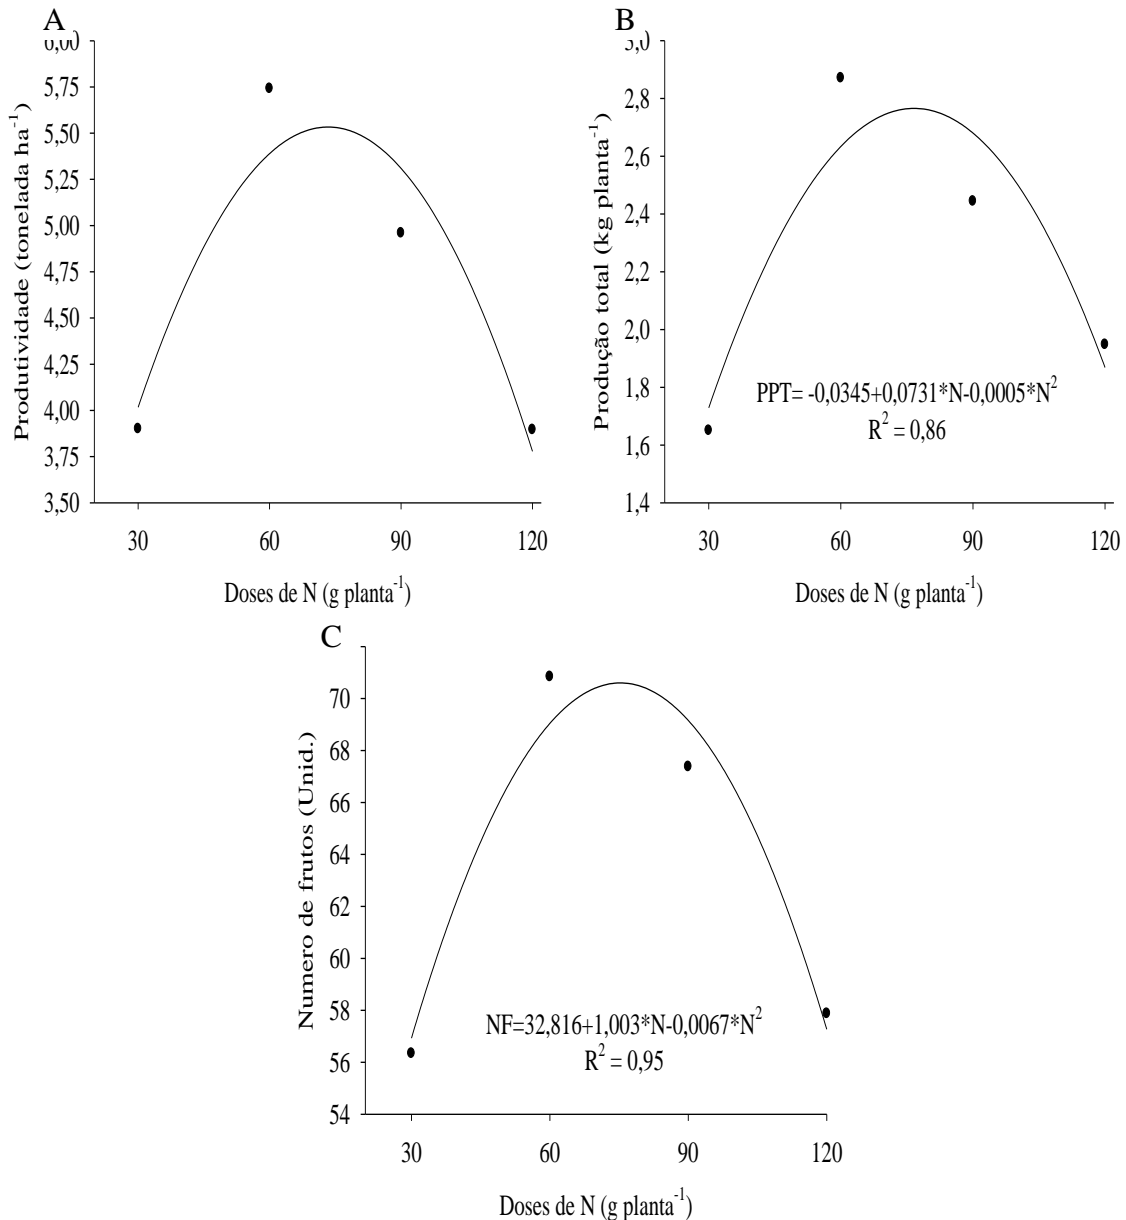 A
6,00
5,75
5,50
5,25
5,00
4,75
4,50
4,25
4,00
3,75
3,50
Produtividade (tonelada ha⁻¹)
30 60 90 120
Doses de N (g planta⁻¹)
B
3,0
2,8
2,6
2,4
2,2
2,0
1,8
1,6
1,4
Produção total (kg planta⁻¹)
PPT= -0,0345+0,0731*N-0,0005*N²
R² = 0,86
30 60 90 120
Doses de N (g planta⁻¹)
C
70
68
66
64
62
60
58
56
54
Numero de frutos (Unid.)
NF=32,816+1,003*N-0,0067*N²
R² = 0,95
30 60 90 120
Doses de N (g planta⁻¹)